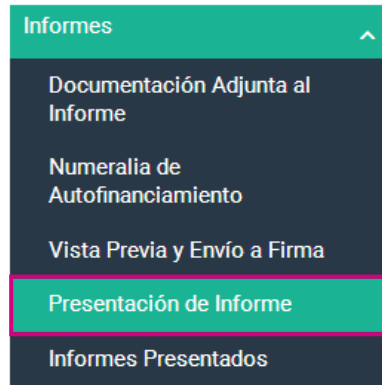 Informes
Documentación Adjunta al
Informe
Numeralia de
Autofinanciamiento
Vista Previa y Envío a Firma
Presentación de Informe
Informes Presentados